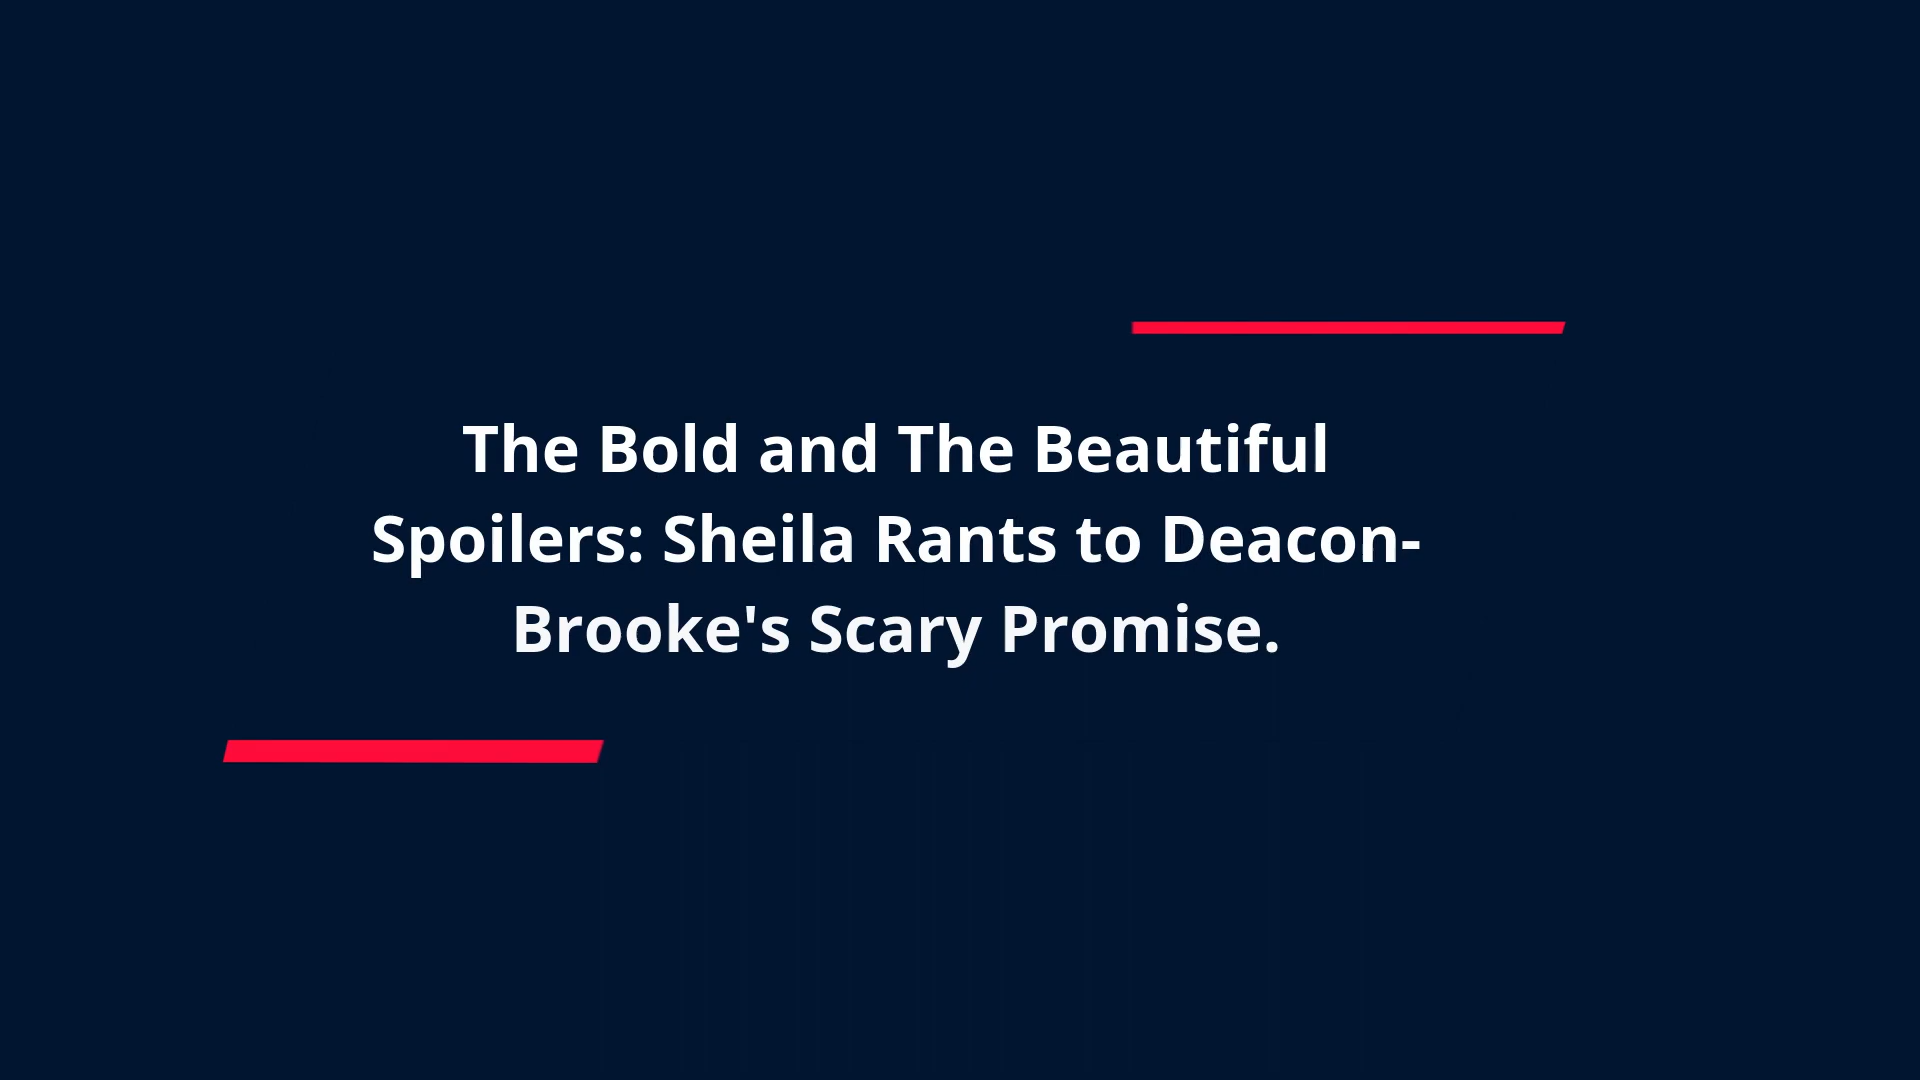 The Bold and The Beautiful
Spoilers: Sheila Rants to Deacon-
Brooke's Scary Promise.